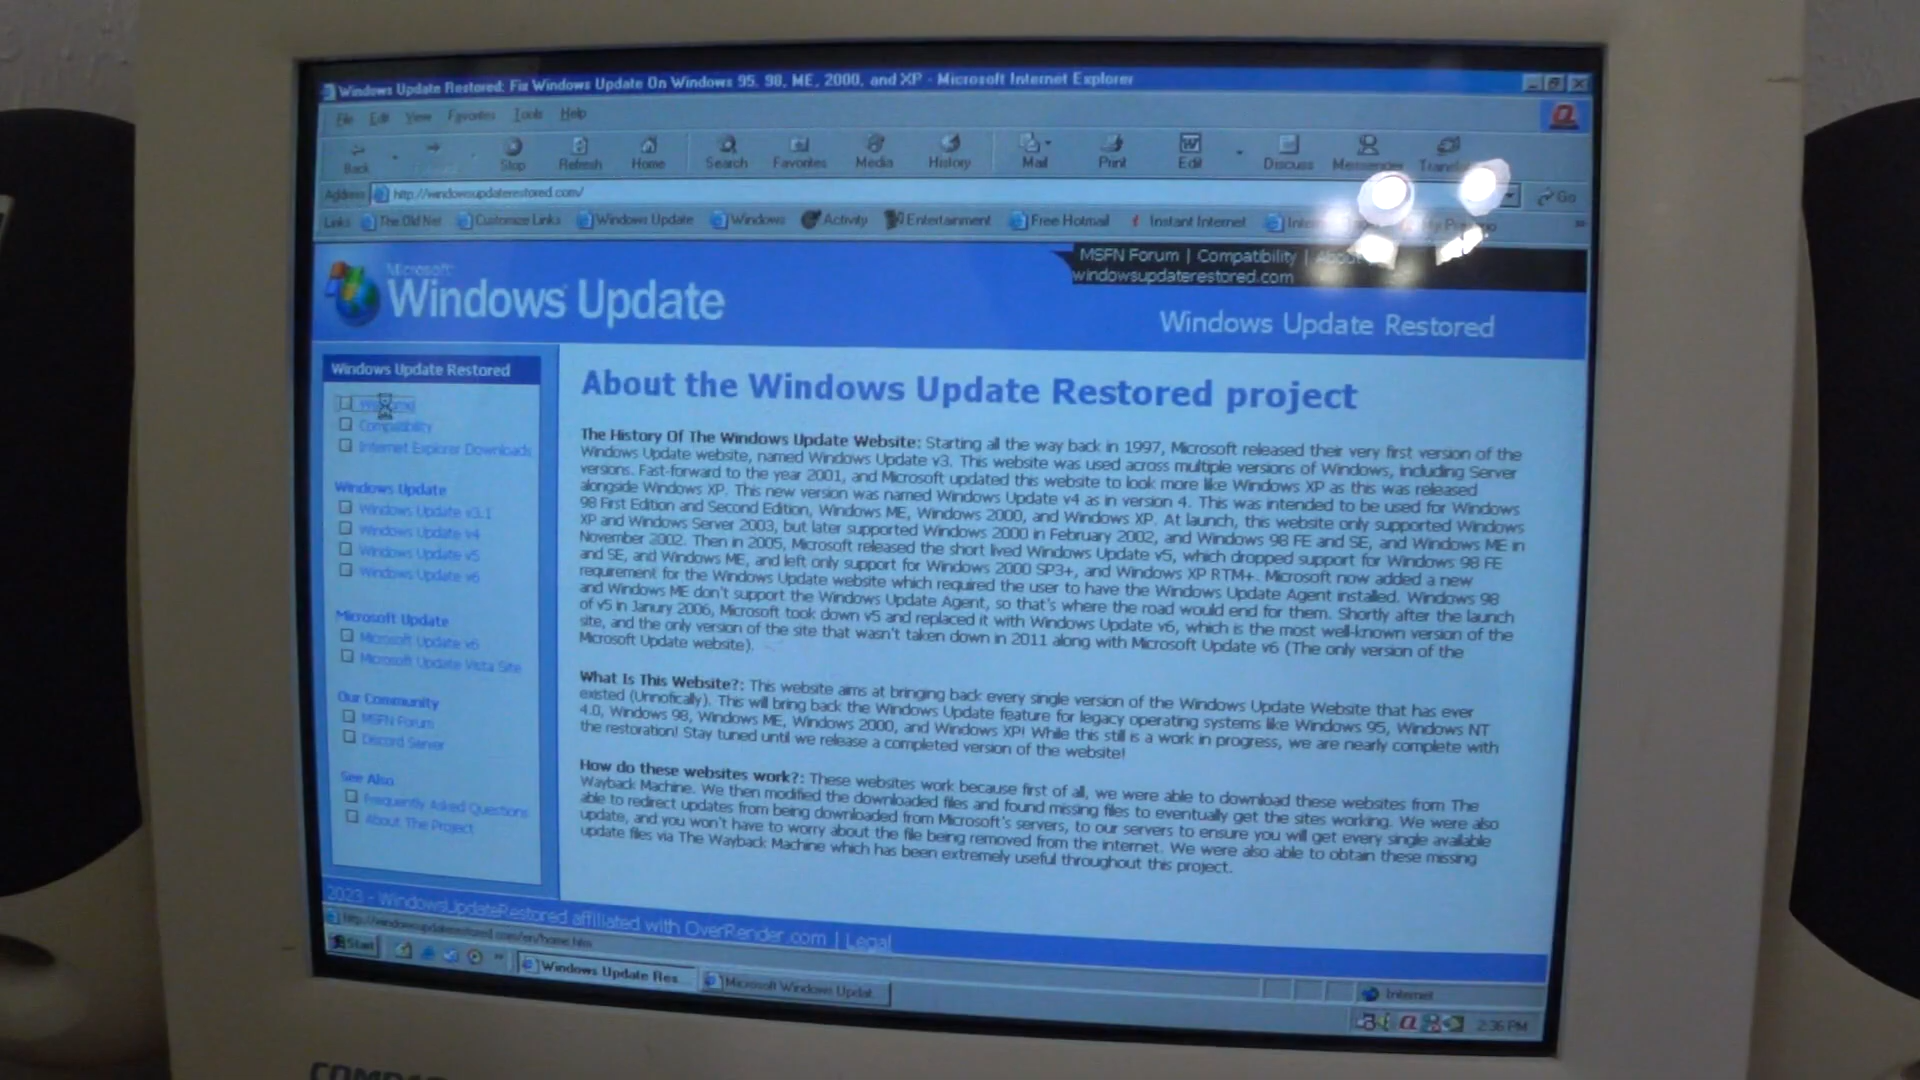 Windows Update Restored: Fix Windows Update On Windows 95, 98, ME, 2000, and XP - Microsoft Internet Explorer
File Edit View Favorites Tools Help
Back Stop Refresh Home Search Favorites Media History Mail Print Edit Discuss Messenger
Address http://windowsupdaterestored.com/ Go
Links The Old Net Customize Links Windows Update Windows Activity Entertainment Free Hotmail Instant Internet
MSFN Forum | Compatibility | About
windowsupdaterestored.com
Microsoft
Windows Update
Windows Update Restored
Windows Update Restored
Compatibility
Internet Explorer Downloads
Windows Update
Windows Update v3.1
Windows Update v4
Windows Update v5
Windows Update v6
Microsoft Update
Microsoft Update v6
Microsoft Update Vista Site
Our Community
MSFN Forum
Discord Server
See Also
Frequently Asked Questions
About The Project
About the Windows Update Restored project
The History Of The Windows Update Website: Starting all the way back in 1997, Microsoft released their very first version of the
Windows Update website, named Windows Update v3. This website was used across multiple versions of Windows, including Server
versions. Fast-forward to the year 2001, and Microsoft updated this website to look more like Windows XP as this was released
alongside Windows XP. This new version was named Windows Update v4 as in version 4. This was intended to be used for Windows
98 First Edition and Second Edition, Windows ME, Windows 2000, and Windows XP. At launch, this website only supported Windows
XP and Windows Server 2003, but later supported Windows 2000 in February 2002, and Windows 98 FE and SE, and Windows ME in
November 2002. Then in 2005, Microsoft released the short lived Windows Update v5, which dropped support for Windows 98 FE
and SE, and Windows ME, and left only support for Windows 2000 SP3+, and Windows XP RTM+. Microsoft now added a new
requirement for the Windows Update website which required the user to have the Windows Update Agent installed. Windows 98
and Windows ME don't support the Windows Update Agent, so that's where the road would end for them. Shortly after the launch
of v5 in Janury 2006, Microsoft took down v5 and replaced it with Windows Update v6, which is the most well-known version of the
site, and the only version of the site that wasn't taken down in 2011 along with Microsoft Update v6 (The only version of the
Microsoft Update website).
What Is This Website?: This website aims at bringing back every single version of the Windows Update Website that has ever
existed (Unnofically). This will bring back the Windows Update feature for legacy operating systems like Windows 95, Windows NT
4.0, Windows 98, Windows ME, Windows 2000, and Windows XP! While this still is a work in progress, we are nearly complete with
the restoration! Stay tuned until we release a completed version of the website!
How do these websites work?: These websites work because first of all, we were able to download these websites from The
Wayback Machine. We then modified the downloaded files and found missing files to eventually get the sites working. We were also
able to redirect updates from being downloaded from Microsoft's servers, to our servers to ensure you will get every single available
update, and you won't have to worry about the file being removed from the internet. We were also able to obtain these missing
update files via The Wayback Machine which has been extremely useful throughout this project.
2023 - WindowsUpdateRestored affiliated with OverRender.com | Legal
http://windowsupdaterestored.com/en/home.htm
Internet
Start Windows Update Res... Microsoft Windows Updat...
2:36 PM